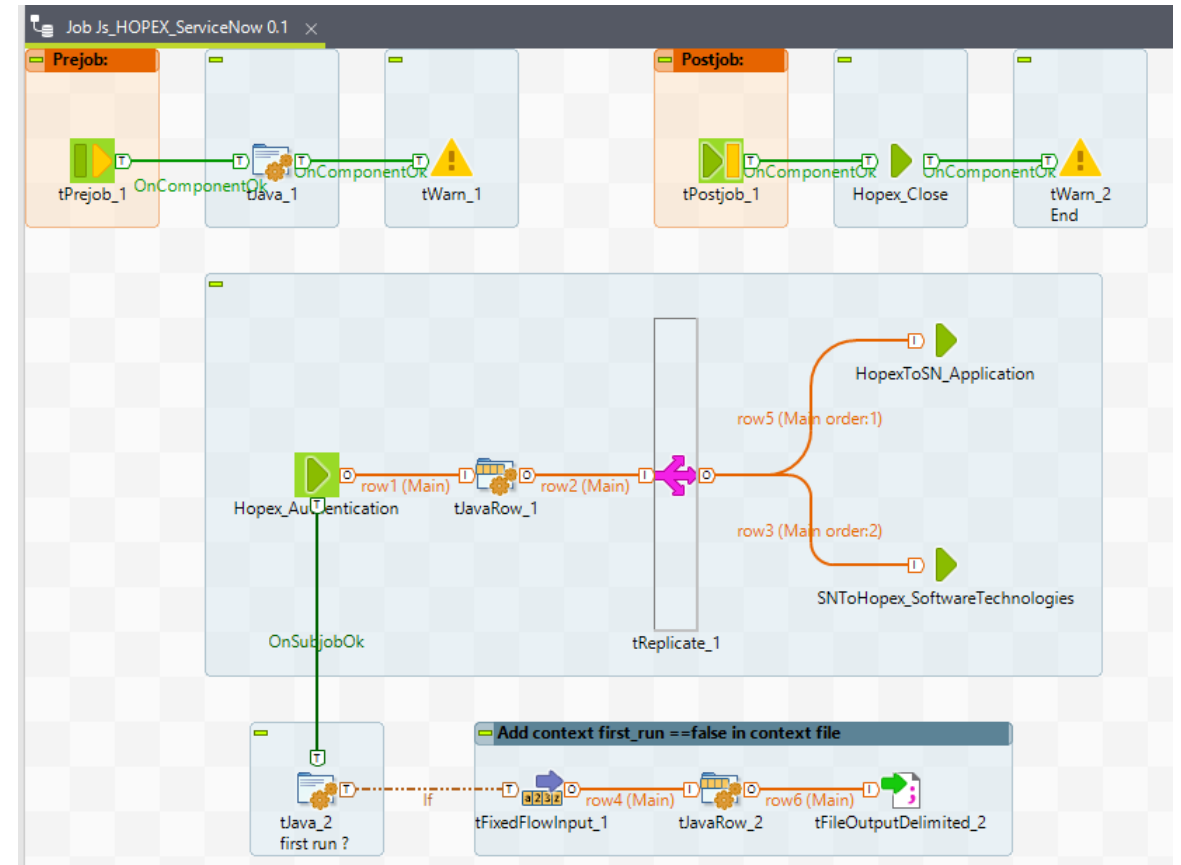 Job Js_HOPEX_ServiceNow 0.1
Prejob:
Postjob:
T
T
T
T
T
T
T
T
OnComponentOk
OnComponentOk
OnComponentOk
OnComponentOk
tPrejob_1
tJava_1
tWarn_1
tPostjob_1
Hopex_Close
tWarn_2
End
I
HopexToSN_Application
row5 (Main order:1)
O
I
O
I
O
row1 (Main)
row2 (Main)
Hopex_Authentication
T
tJavaRow_1
row3 (Main order:2)
I
SNToHopex_SoftwareTechnologies
OnSubjobOk
tReplicate_1
Add context first_run ==false in context file
T
T
If
T
a23z
O
row4 (Main)
I
O
row6 (Main)
I
tJava_2
first run ?
tFixedFlowInput_1
tJavaRow_2
tFileOutputDelimited_2